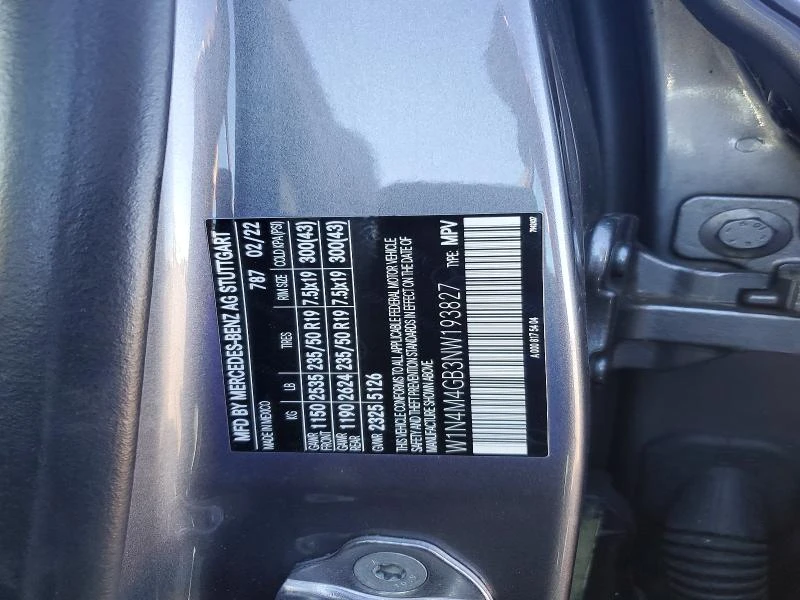 MFD BY MERCEDES-BENZ AG STUTTGART
MADE IN MEXICO 787 02/22
KG LB TIRES RIM SIZE COLD KPA(PSI)
GAWR FRONT 1150 2535 235/50 R19 7.5Jx19 300(43)
GAWR REAR 1190 2624 235/50 R19 7.5Jx19 300(43)
GVWR 2325 5126
THIS VEHICLE CONFORMS TO ALL APPLICABLE FEDERAL MOTOR VEHICLE
SAFETY AND THEFT PREVENTION STANDARDS IN EFFECT ON THE DATE OF
MANUFACTURE SHOWN ABOVE.
W1N4M4GB3NW193827 TYPE: MPV
A 000 817 54 04